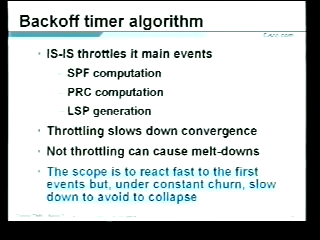 Backoff timer algorithm
Cisco.com
• IS-IS throttles it main events
– SPF computation
– PRC computation
– LSP generation
• Throttling slows down convergence
• Not throttling can cause melt-downs
• The scope is to react fast to the first
events but, under constant churn, slow
down to avoid to collapse